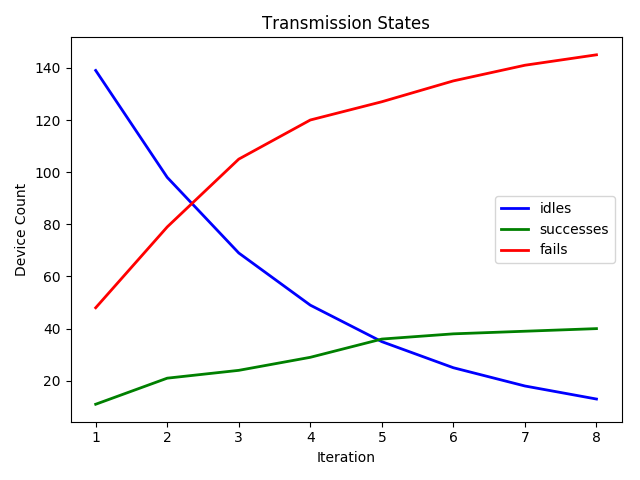 Transmission States
Device Count
140
120
100
80
60
40
20
idles
successes
fails
1 2 3 4 5 6 7 8
Iteration